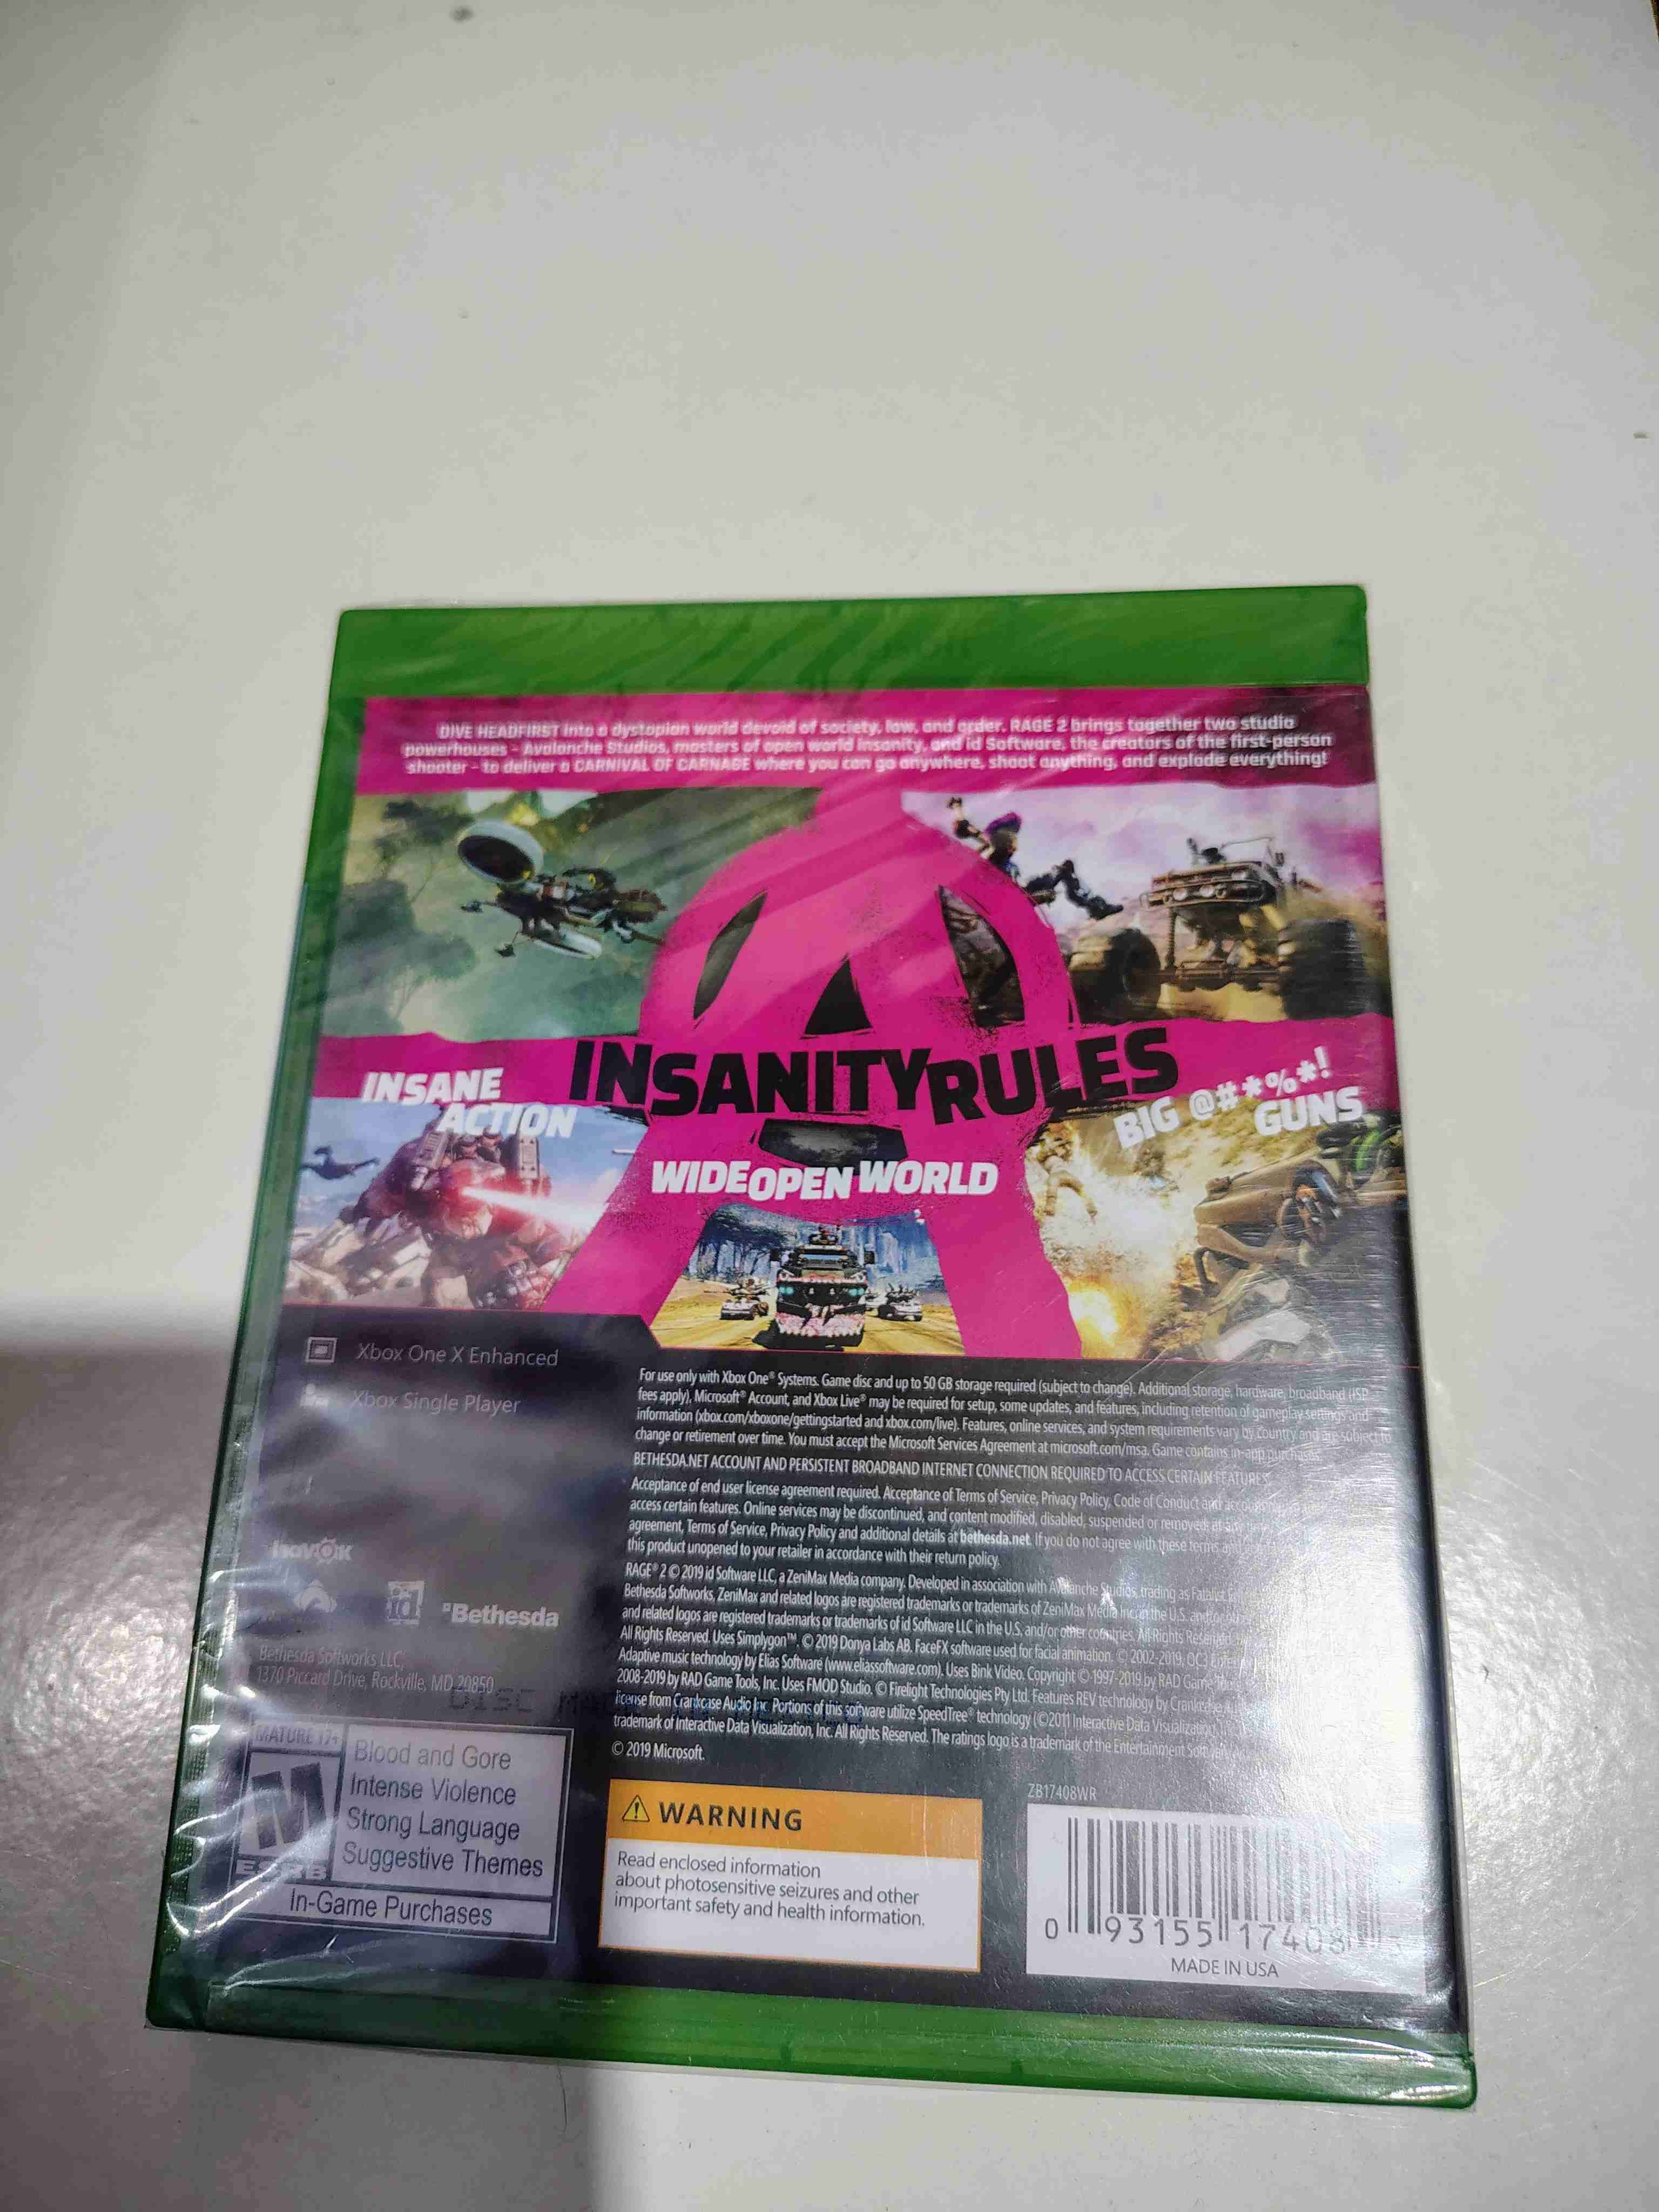 DIVE HEADFIRST into a dystopian world devoid of society, law, and order. RAGE 2 brings together two studio
powerhouses - Avalanche Studios, masters of open world insanity, and id Software, the creators of the first-person
shooter - to deliver a CARNIVAL OF CARNAGE where you can go anywhere, shoot anything, and explode everything!
INSANITY RULES
INSANE
ACTION
WIDE OPEN WORLD
BIG @#*%*!
GUNS
Xbox One X Enhanced
Xbox Single Player
For use only with Xbox One® Systems. Game disc and up to 50 GB storage required (subject to change). Additional storage, hardware, broadband (ISP
fees apply), Microsoft® Account, and Xbox Live® may be required for setup, some updates, and features, including retention of gameplay settings and
information (xbox.com/xboxone/gettingstarted and xbox.com/live). Features, online services, and system requirements vary by country and are subject to
change or retirement over time. You must accept the Microsoft Services Agreement at microsoft.com/msa. Game contains in-app purchases.
BETHESDA.NET ACCOUNT AND PERSISTENT BROADBAND INTERNET CONNECTION REQUIRED TO ACCESS CERTAIN FEATURES
Acceptance of end user license agreement required. Acceptance of Terms of Service, Privacy Policy, Code of Conduct and
access certain features. Online services may be discontinued, and content modified, disabled, suspended or removed at any
agreement, Terms of Service, Privacy Policy and additional details at bethesda.net. If you do not agree with these terms
this product unopened to your retailer in accordance with their return policy.
RAGE® 2 © 2019 id Software LLC, a ZeniMax Media company. Developed in association with Avalanche Studios, trading as
Bethesda Softworks, ZeniMax and related logos are registered trademarks or trademarks of ZeniMax Media Inc. in the U.S. and/or
and related logos are registered trademarks or trademarks of id Software LLC in the U.S. and/or other countries. All Rights Reserved.
All Rights Reserved. Uses Simplygon™. © 2019 Donya Labs AB. FaceFX software used for facial animation. © 2002-2019, OC3
Adaptive music technology by Elias Software (www.eliassoftware.com). Uses Bink Video. Copyright © 1997-2019 by RAD Game
2008-2019 by RAD Game Tools, Inc. Uses FMOD Studio. © Firelight Technologies Pty Ltd. Features REV technology by Crankcase
license from Crankcase Audio Inc. Portions of this software utilize SpeedTree® technology (©2011 Interactive Data Visualization,
trademark of Interactive Data Visualization, Inc. All Rights Reserved. The ratings logo is a trademark of the Entertainment
© 2019 Microsoft.
havok
id
Bethesda
Bethesda Softworks LLC,
1370 Piccard Drive, Rockville, MD 20850
DISC
MATURE 17+
M
ESRB
Blood and Gore
Intense Violence
Strong Language
Suggestive Themes
In-Game Purchases
WARNING
Read enclosed information
about photosensitive seizures and other
important safety and health information.
ZB17408WR
0 93155 17408
MADE IN USA